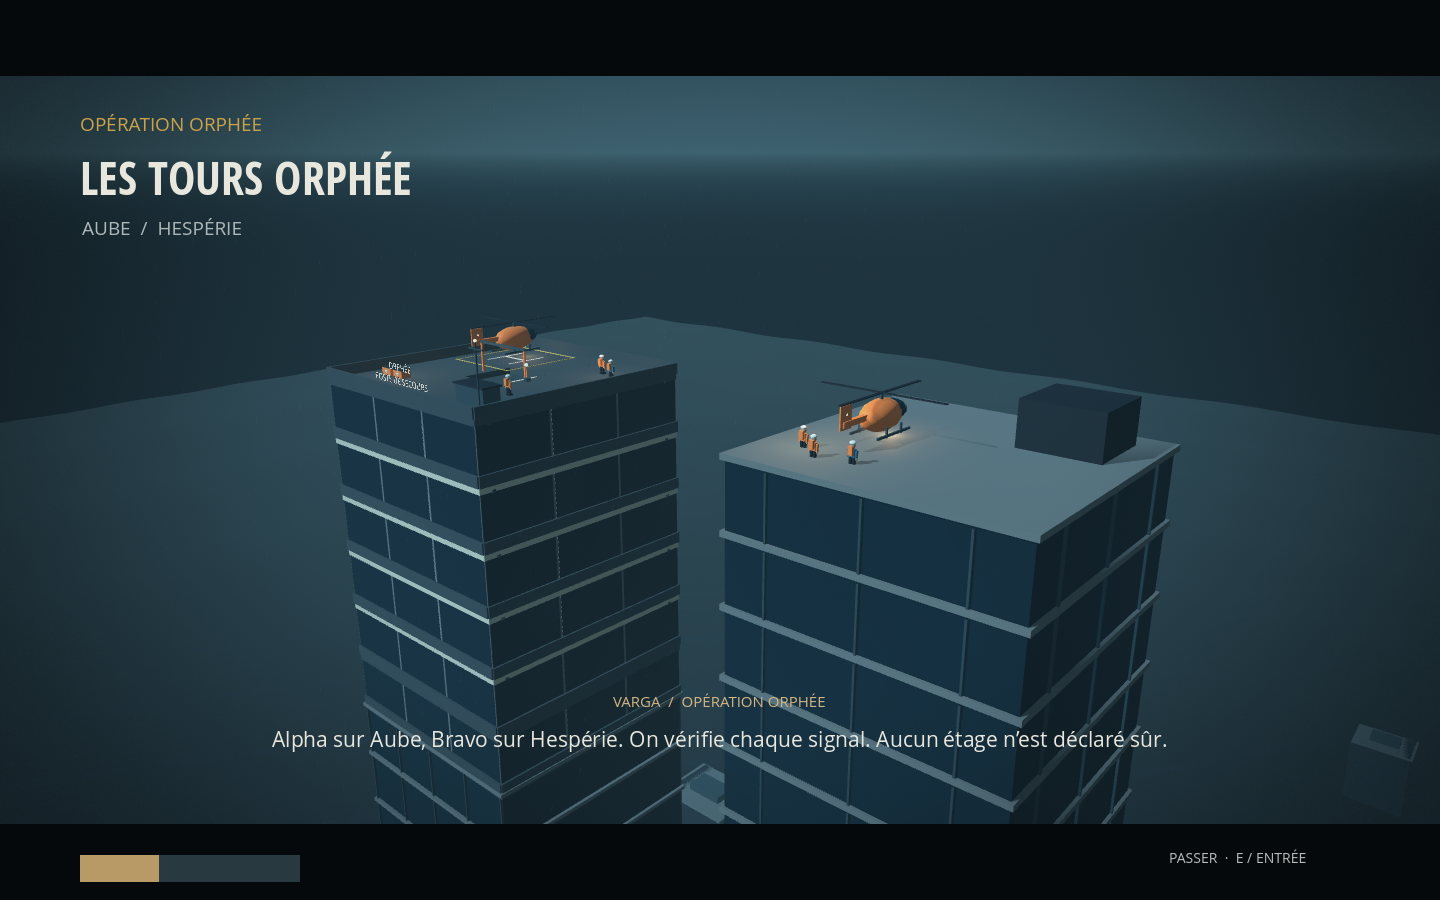 OPÉRATION ORPHÉE
LES TOURS ORPHÉE
AUBE / HESPÉRIE
ORPHÉE
VARGA / OPÉRATION ORPHÉE
Alpha sur Aube, Bravo sur Hespérie. On vérifie chaque signal. Aucun étage n’est déclaré sûr.
PASSER · E / ENTRÉE